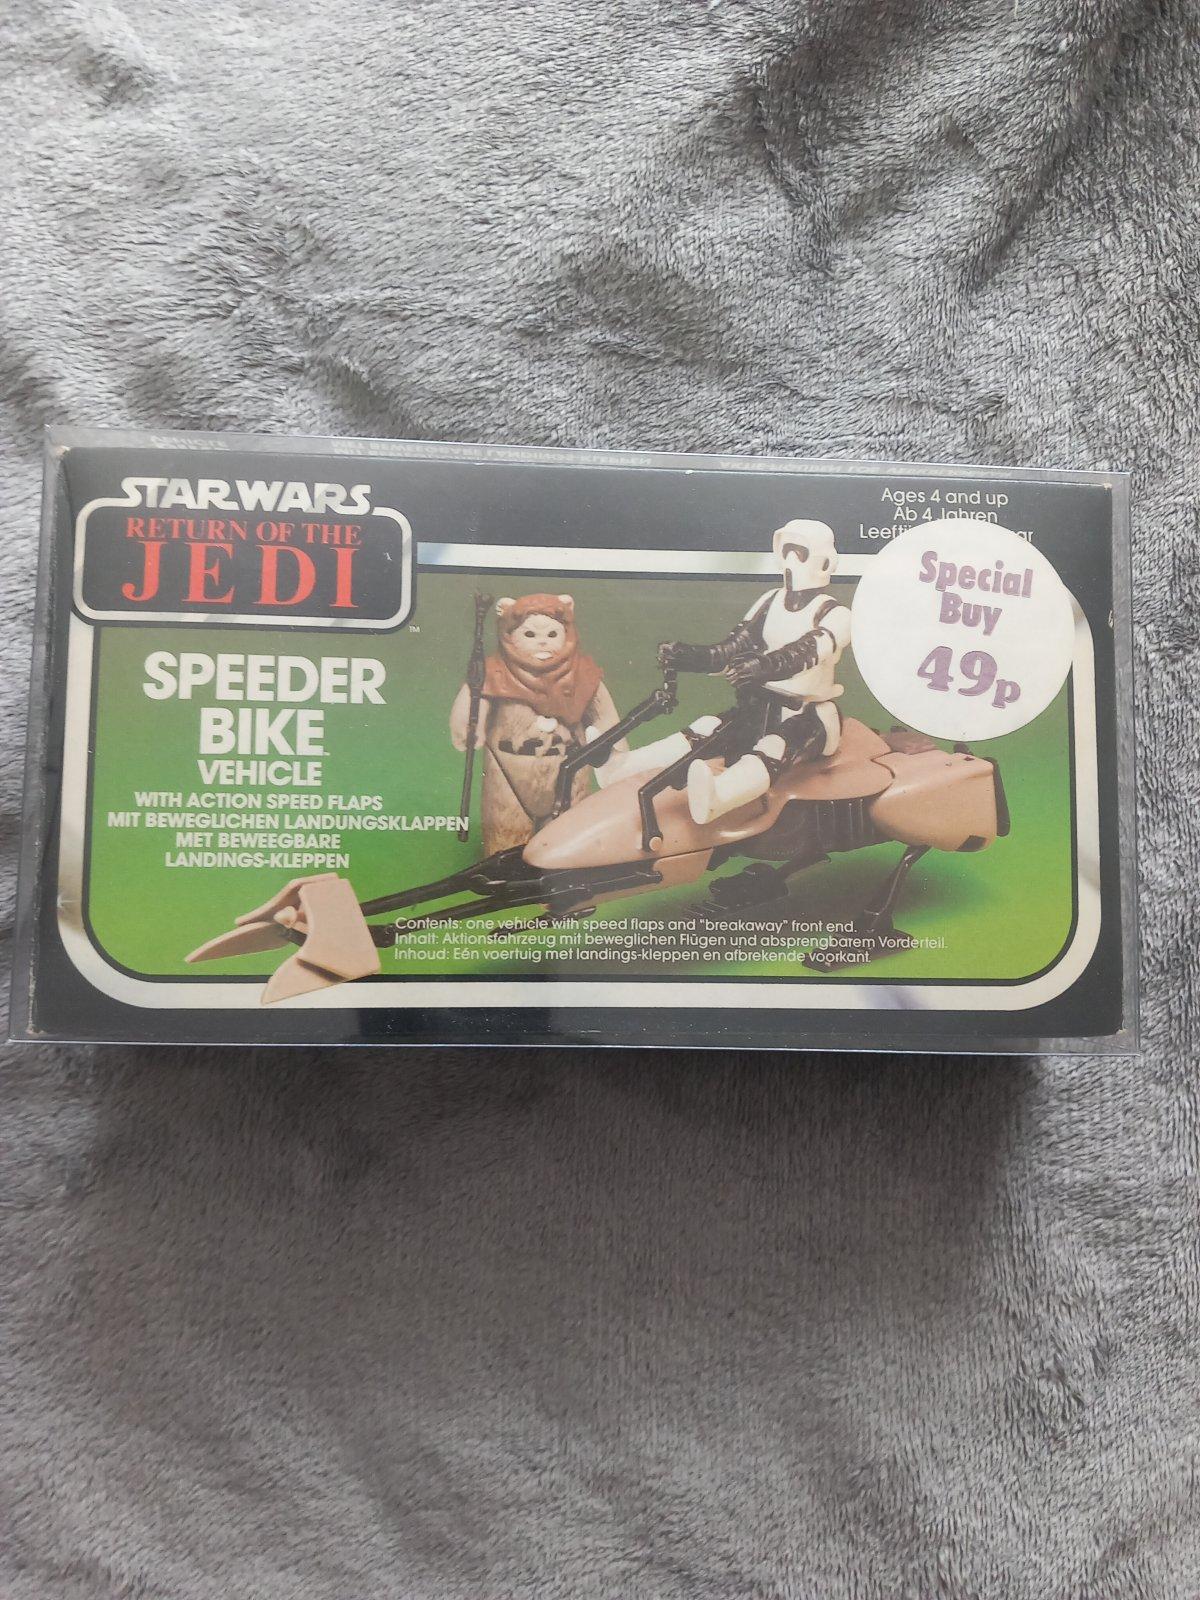 STAR WARS
RETURN OF THE
JEDI
TM
SPEEDER
BIKE
VEHICLE
WITH ACTION SPEED FLAPS
MIT BEWEGLICHEN LANDUNGSKLAPPEN
MET BEWEEGBARE
LANDINGS-KLEPPEN
Ages 4 and up
Ab 4 Jahren
Special
Buy
49p
Contents: one vehicle with speed flaps and "breakaway" front end.
Inhalt: Aktionsfahrzeug mit beweglichen Flügen und absprengbarem Vorderteil.
Inhoud: Eén voertuig met landings-kleppen en afbrekende voorkant.